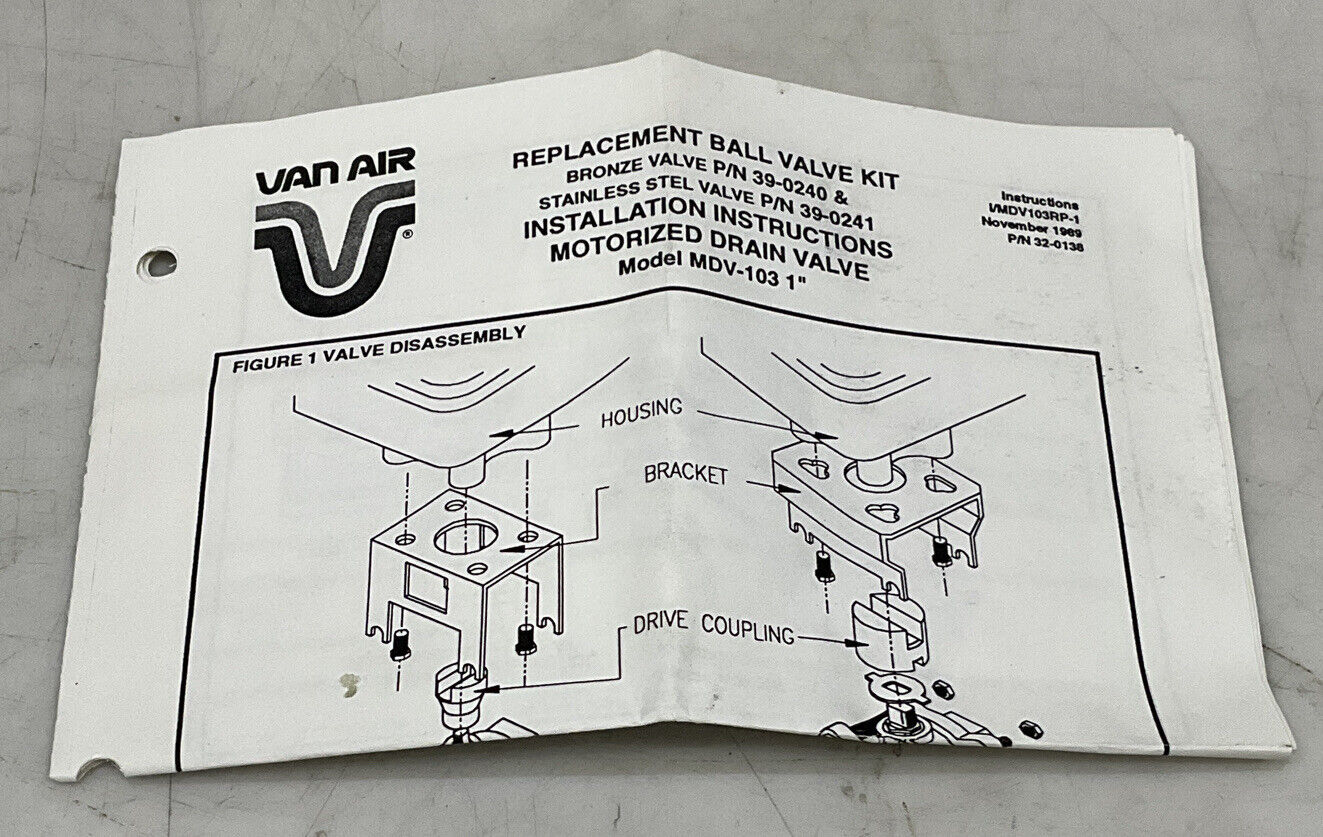 VAN AIR
®
REPLACEMENT BALL VALVE KIT
BRONZE VALVE P/N 39-0240 &
STAINLESS STEL VALVE P/N 39-0241
INSTALLATION INSTRUCTIONS
MOTORIZED DRAIN VALVE
Model MDV-103 1"
Instructions
I/MDV103RP-1
November 1989
P/N 32-0138
FIGURE 1 VALVE DISASSEMBLY
HOUSING
BRACKET
DRIVE COUPLING